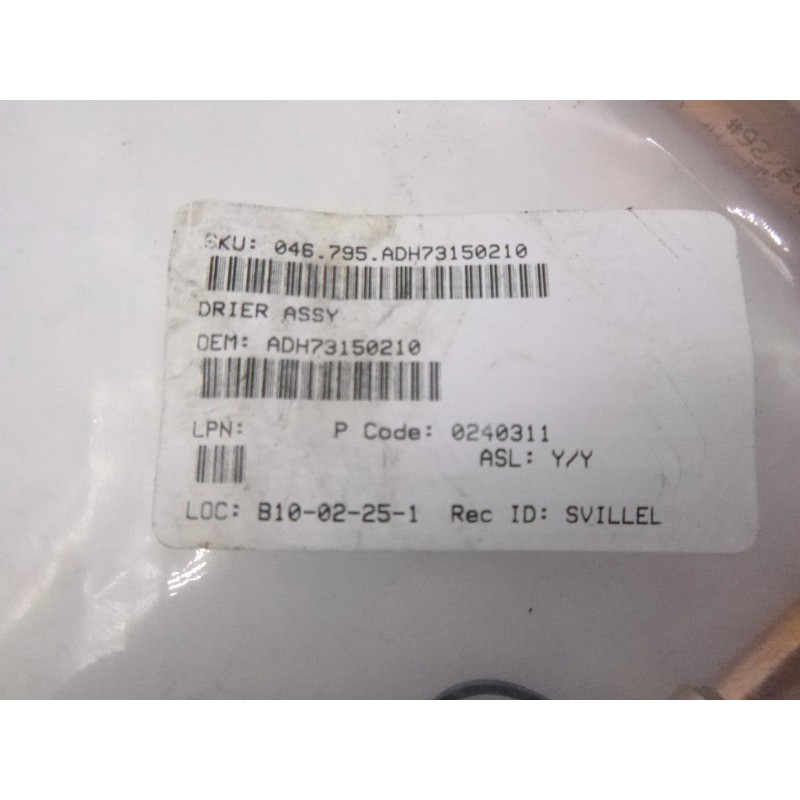 SKU: 046.795.ADH73150210
DRIER ASSY
OEM: ADH73150210
LPN: P Code: 0240311
ASL: Y/Y
LOC: B10-02-25-1 Rec ID: SVILLEL